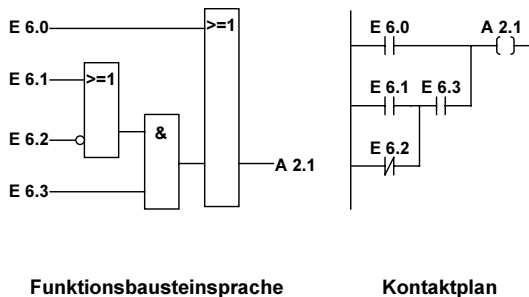 E 6.0
>=1
E 6.1
>=1
E 6.2
&
E 6.3
A 2.1
E 6.0
A 2.1
E 6.1
E 6.3
E 6.2
Funktionsbausteinsprache
Kontaktplan